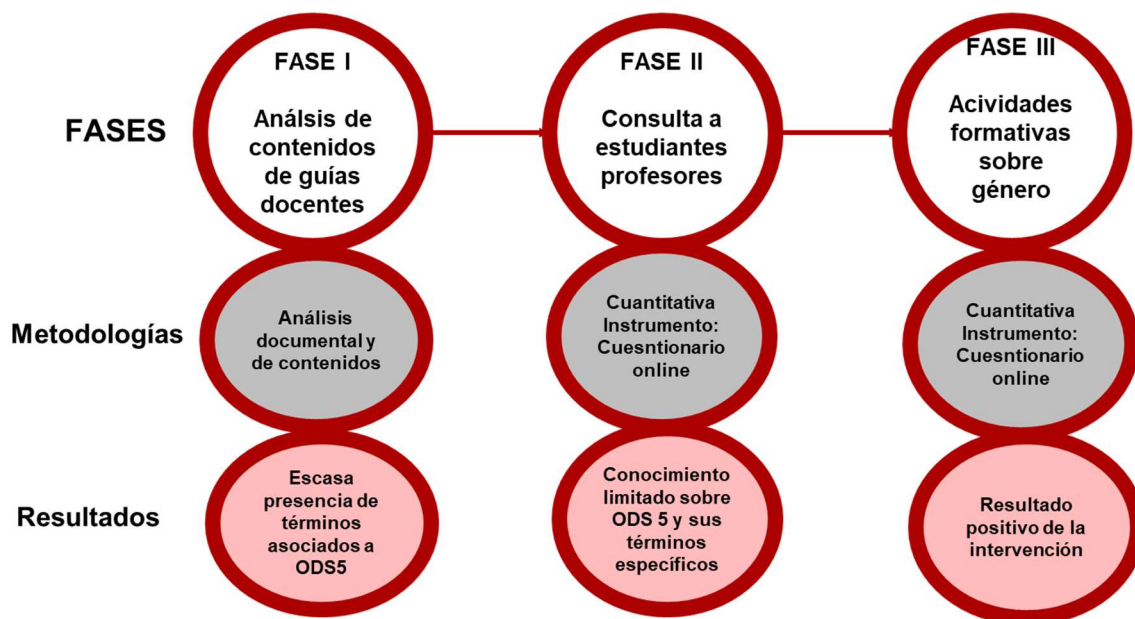 FASES
FASE I
Análsis de
contenidos
de guías
docentes
FASE II
Consulta a
estudiantes
profesores
FASE III
Acividades
formativas
sobre
género
Metodologías
Análisis
documental y
de contenidos
Cuantitativa
Instrumento:
Cuesntionario
online
Cuantitativa
Instrumento:
Cuesntionario
online
Resultados
Escasa
presencia de
términos
asociados a
ODS5
Conocimiento
limitado sobre
ODS 5 y sus
términos
específicos
Resultado
positivo de la
intervención